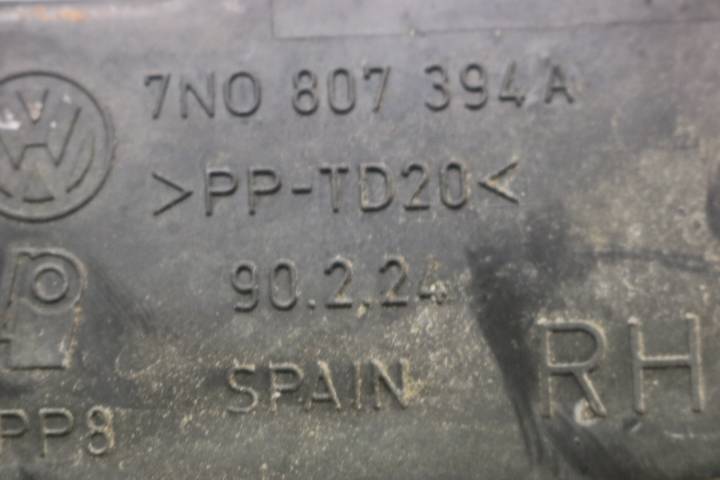 7N0 807 394 A
>PP-TD20<
90.2.24
SPAIN
RH
PP8